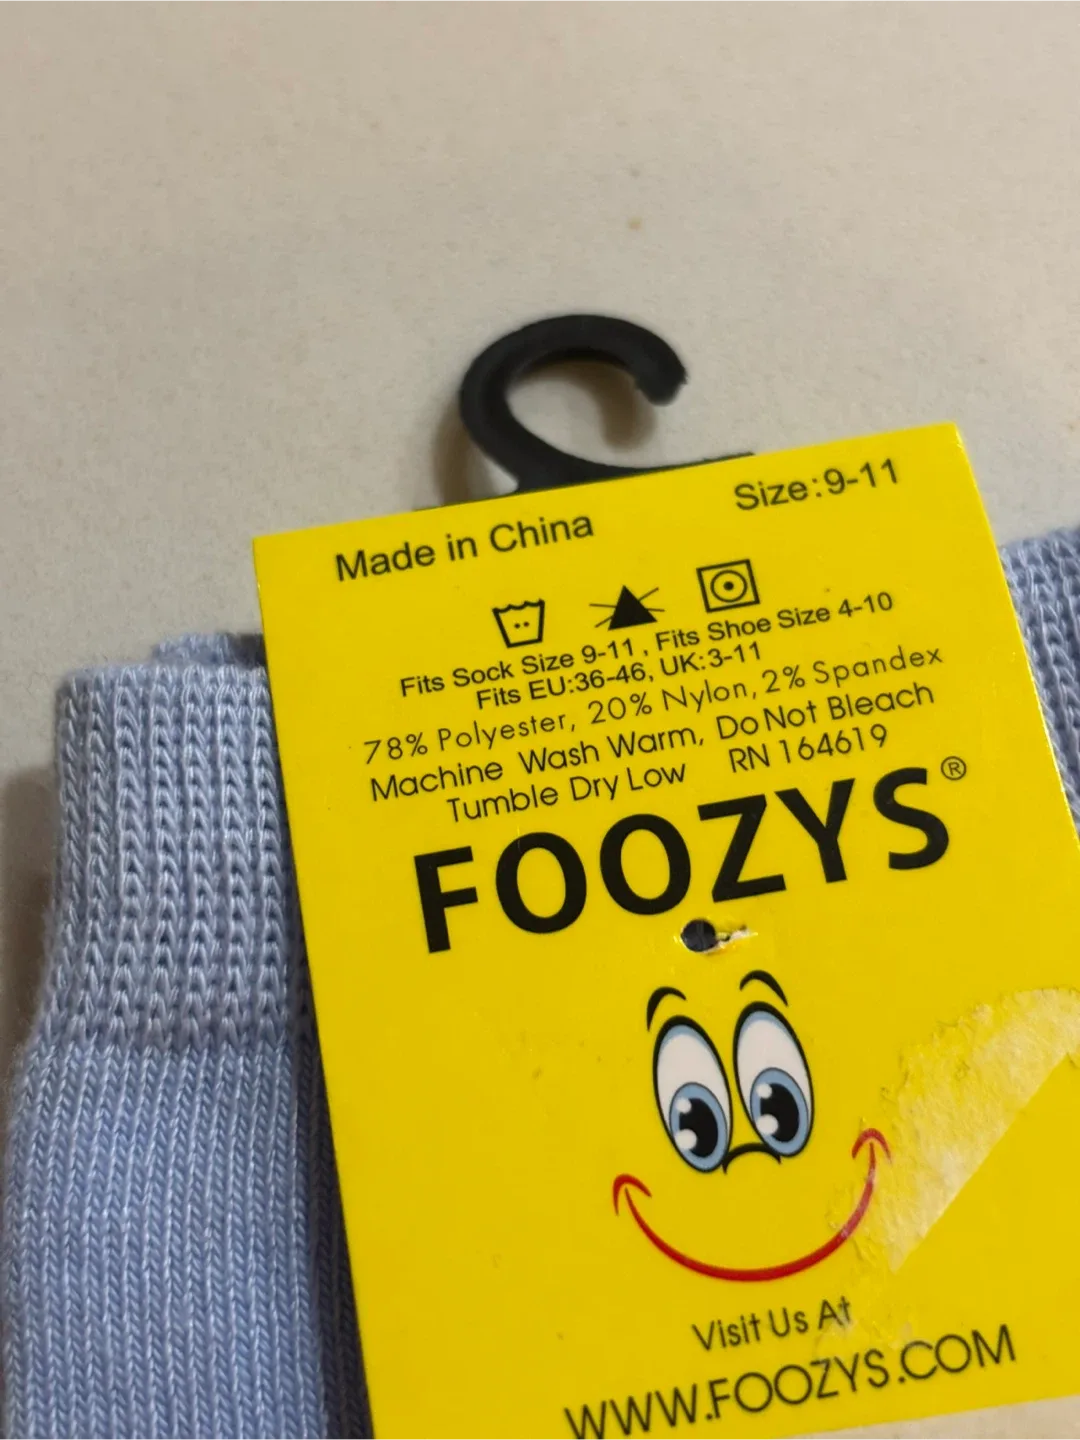 Made in China Size:9-11
Fits Sock Size 9-11, Fits Shoe Size 4-10
Fits EU:36-46, UK:3-11
78% Polyester, 20% Nylon, 2% Spandex
Machine Wash Warm, Do Not Bleach
Tumble Dry Low RN 164619
FOOZYS®
Visit Us At
WWW.FOOZYS.COM